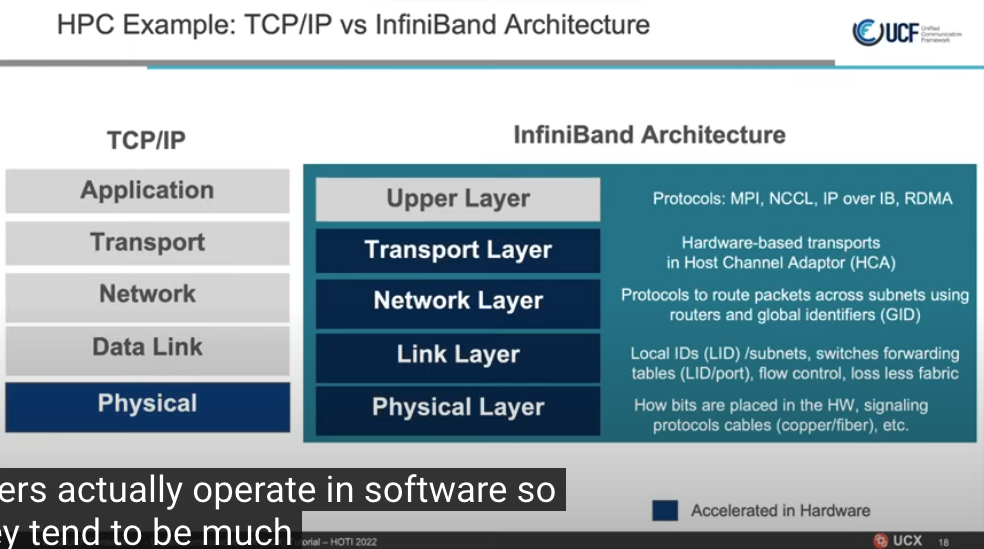 HPC Example: TCP/IP vs InfiniBand Architecture
UCF Unified
Communication
Framework
TCP/IP
Application
Transport
Network
Data Link
Physical
InfiniBand Architecture
Upper Layer
Protocols: MPI, NCCL, IP over IB, RDMA
Transport Layer
Hardware-based transports
in Host Channel Adaptor (HCA)
Network Layer
Protocols to route packets across subnets using
routers and global identifiers (GID)
Link Layer
Local IDs (LID) /subnets, switches forwarding
tables (LID/port), flow control, loss less fabric
Physical Layer
How bits are placed in the HW, signaling
protocols cables (copper/fiber), etc.
ers actually operate in software so
ey tend to be much
Accelerated in Hardware
orial – HOTI 2022
UCX 18